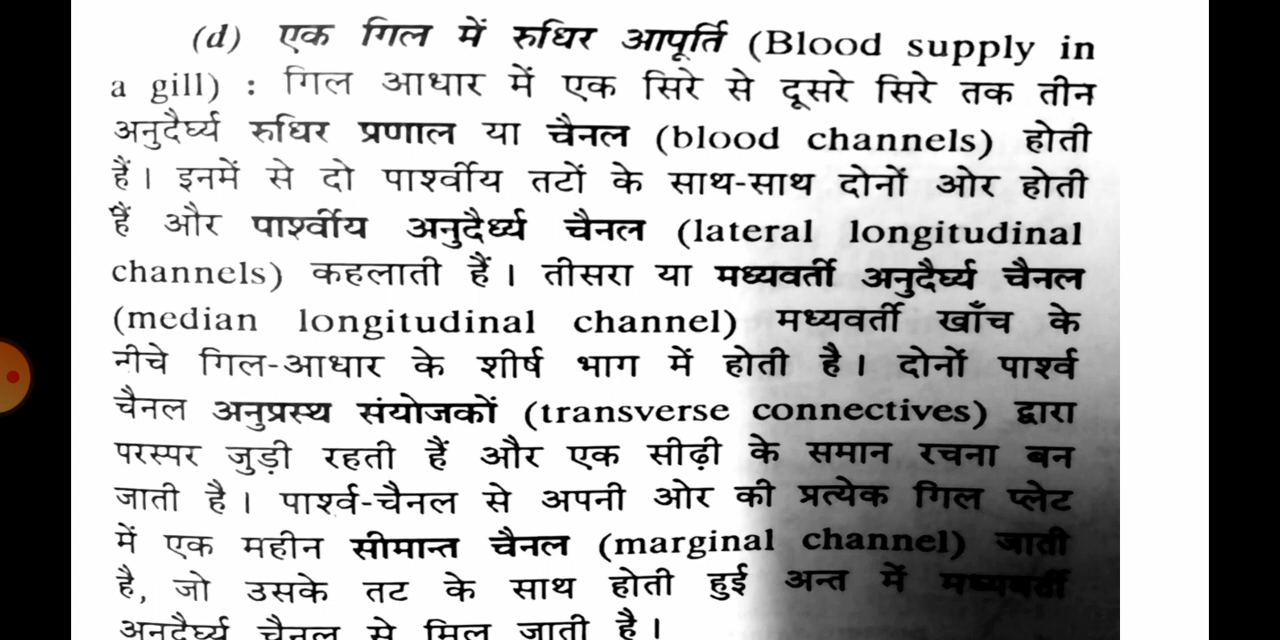 (d) एक गिल में रुधिर आपूर्ति (Blood supply in
a gill) : गिल आधार में एक सिरे से दूसरे सिरे तक तीन
अनुदैर्घ्य रुधिर प्रणाल या चैनल (blood channels) होती
हैं। इनमें से दो पार्श्वीय तटों के साथ-साथ दोनों ओर होती
हैं और पार्श्वीय अनुदैर्ध्य चैनल (lateral longitudinal
channels) कहलाती हैं। तीसरा या मध्यवर्ती अनुदैर्घ्य चैनल
(median longitudinal channel) मध्यवर्ती खाँच के
नीचे गिल-आधार के शीर्ष भाग में होती है। दोनों पार्श्व
चैनल अनुप्रस्थ संयोजकों (transverse connectives) द्वारा
परस्पर जुड़ी रहती हैं और एक सीढ़ी के समान रचना बन
जाती है। पार्श्व-चैनल से अपनी ओर की प्रत्येक गिल प्लेट
में एक महीन सीमान्त चैनल (marginal channel) जाती
है, जो उसके तट के साथ होती हुई अन्त में मध्यवर्ती
अनुदैर्घ्य चैनल से मिल जाती है।